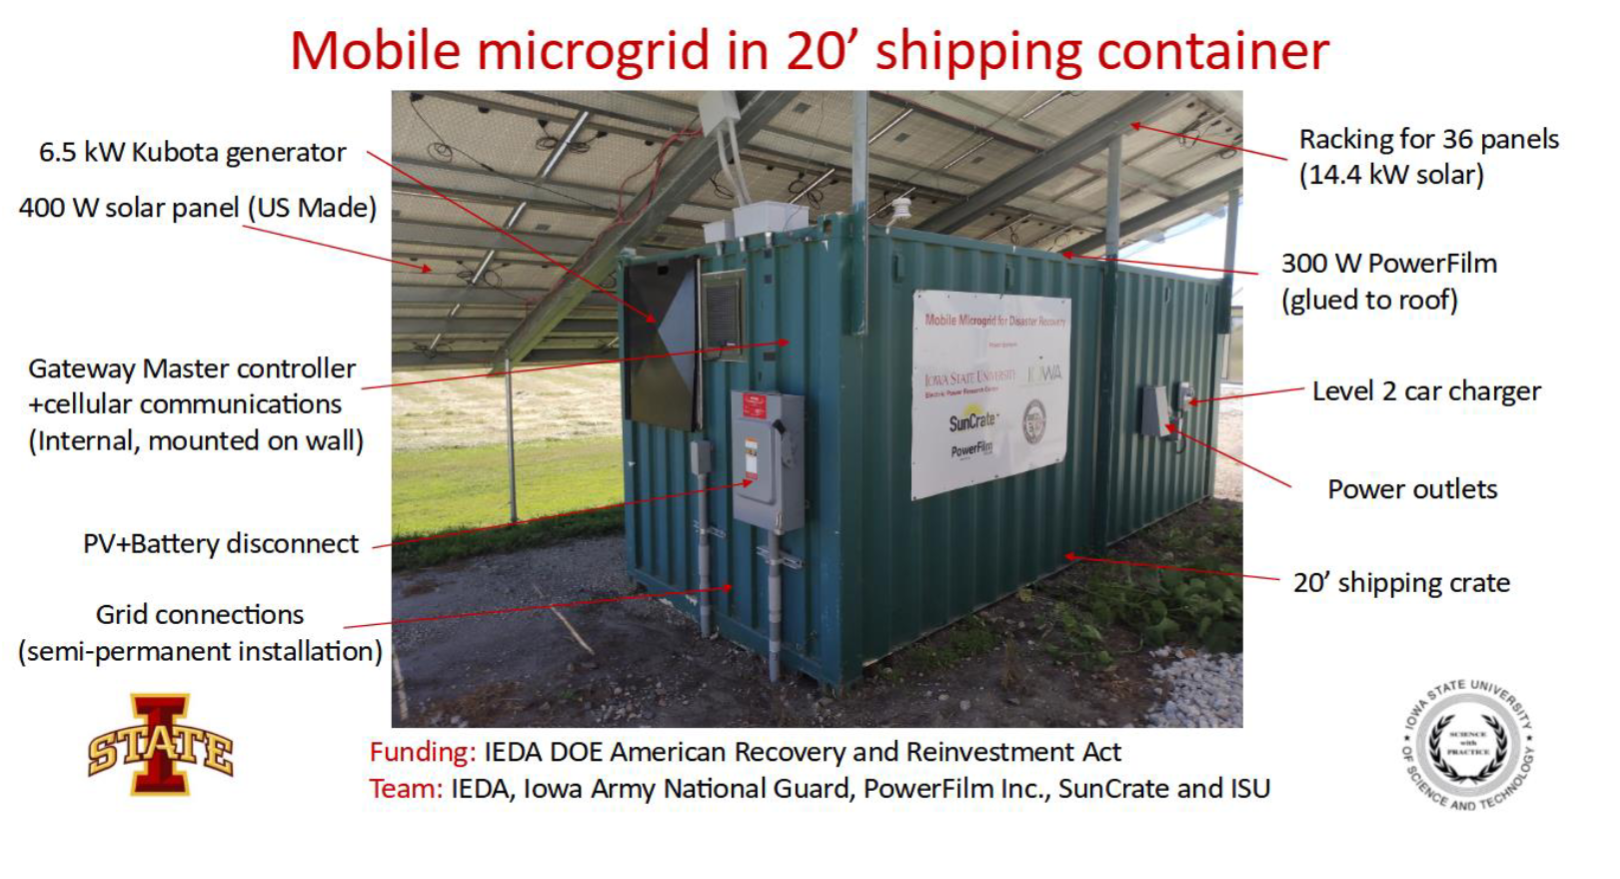 Mobile microgrid in 20’ shipping container
6.5 kW Kubota generator
400 W solar panel (US Made)
Gateway Master controller
+cellular communications
(Internal, mounted on wall)
PV+Battery disconnect
Grid connections
(semi-permanent installation)
Racking for 36 panels
(14.4 kW solar)
300 W PowerFilm
(glued to roof)
Level 2 car charger
Power outlets
20’ shipping crate
Mobile Microgrid for Disaster Recovery
IOWA STATE UNIVERSITY
Electric Power Research Center
IOWA
SunCrate
PowerFilm
STATE
Funding: IEDA DOE American Recovery and Reinvestment Act
Team: IEDA, Iowa Army National Guard, PowerFilm Inc., SunCrate and ISU
IOWA STATE UNIVERSITY
OF SCIENCE AND TECHNOLOGY
SCIENCE
with
PRACTICE